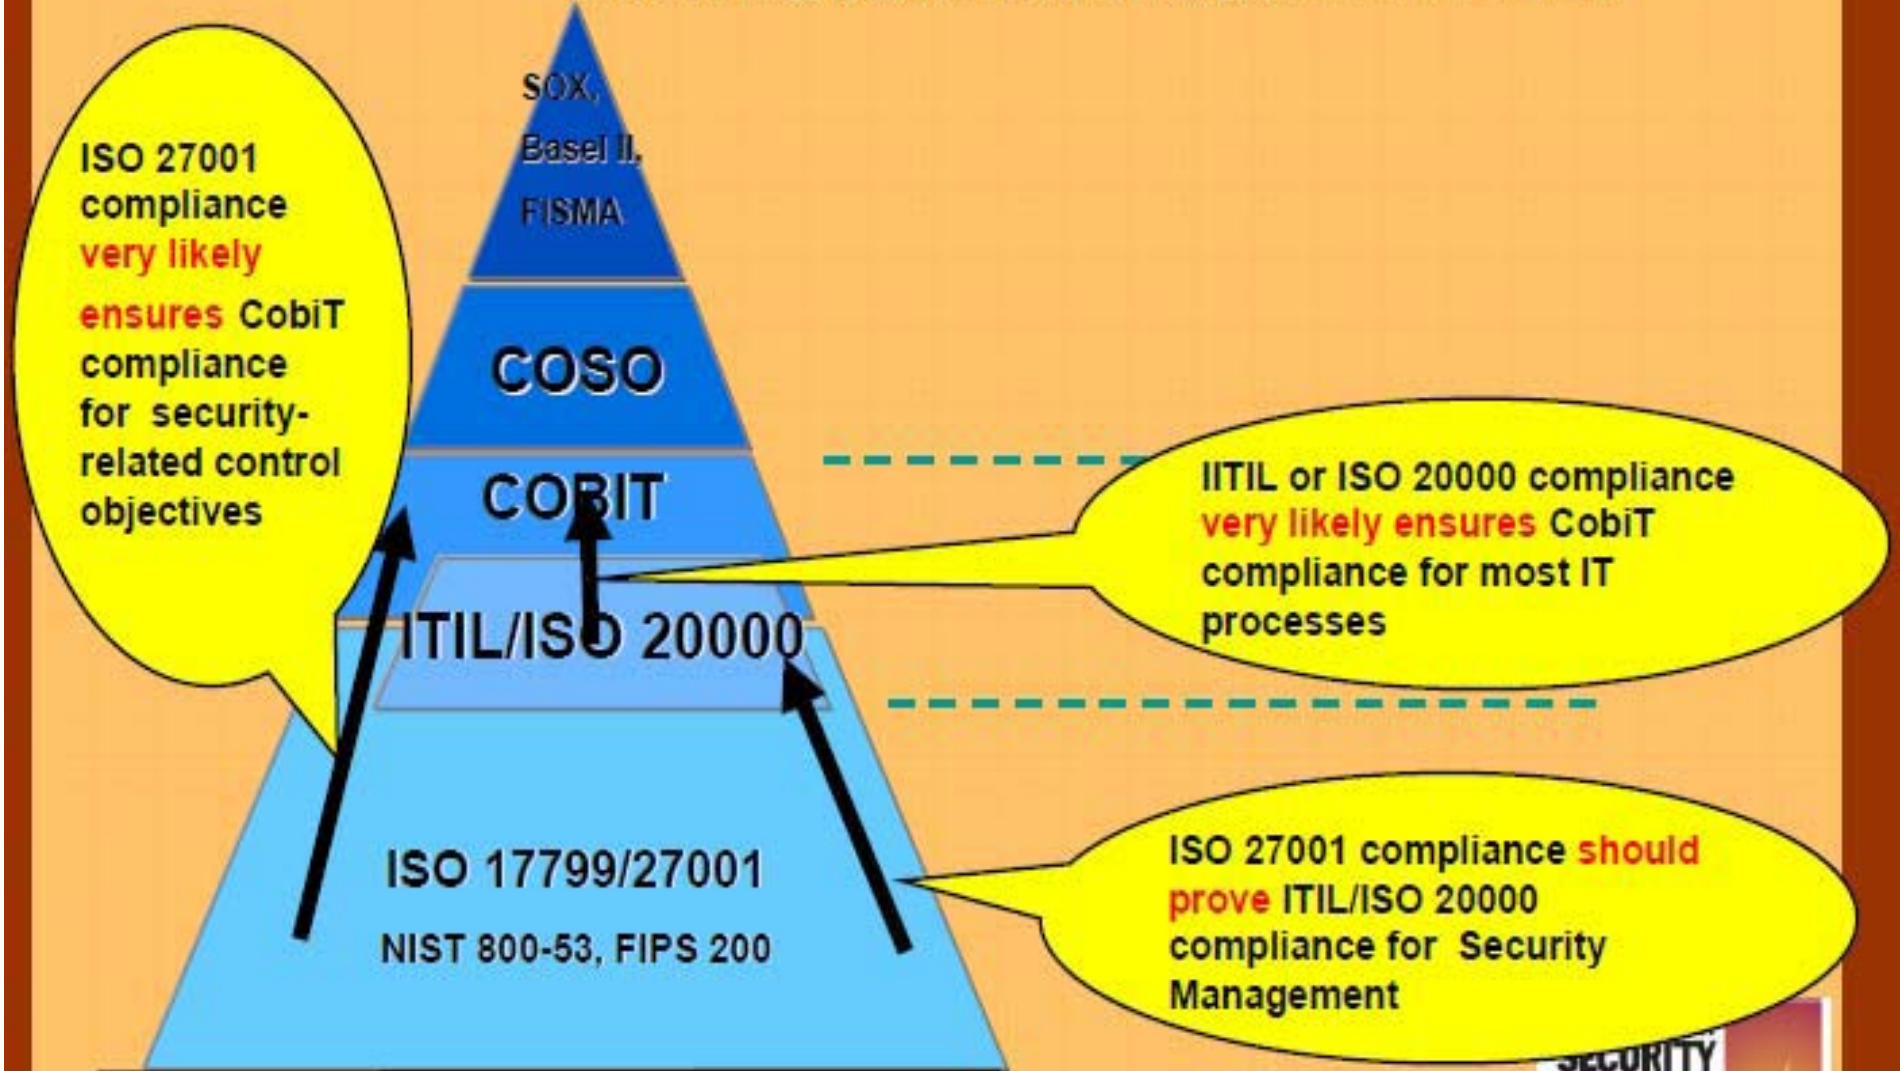 ISO 27001
compliance
very likely
ensures CobiT
compliance
for security-
related control
objectives
SOX,
Basel II,
FISMA
COSO
COBIT
ITIL/ISO 20000
ISO 17799/27001
NIST 800-53, FIPS 200
IITIL or ISO 20000 compliance
very likely ensures CobiT
compliance for most IT
processes
ISO 27001 compliance should
prove ITIL/ISO 20000
compliance for Security
Management
SECURITY